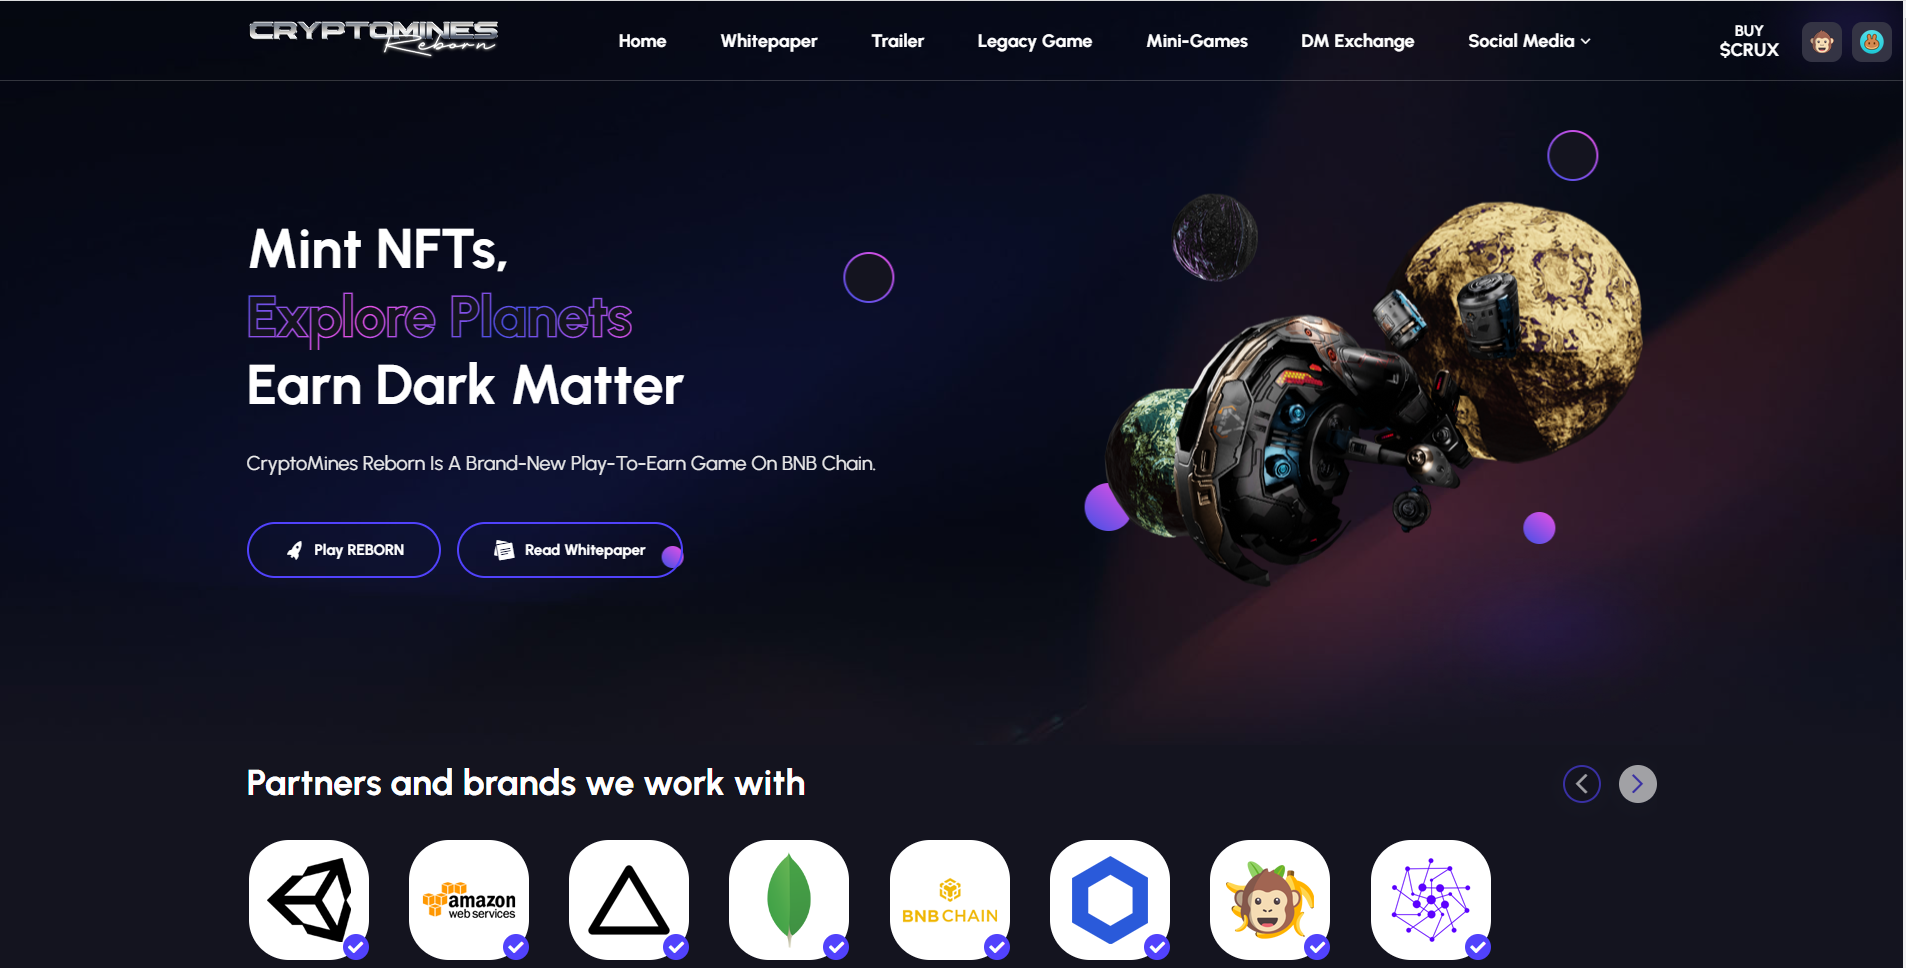 CRYPTOMINES
Reborn
Home
Whitepaper
Trailer
Legacy Game
Mini-Games
DM Exchange
Social Media
BUY
$CRUX
Mint NFTs,
Explore Planets
Earn Dark Matter
CryptoMines Reborn Is A Brand-New Play-To-Earn Game On BNB Chain.
Play REBORN
Read Whitepaper
Partners and brands we work with
amazon
web services
BNB CHAIN